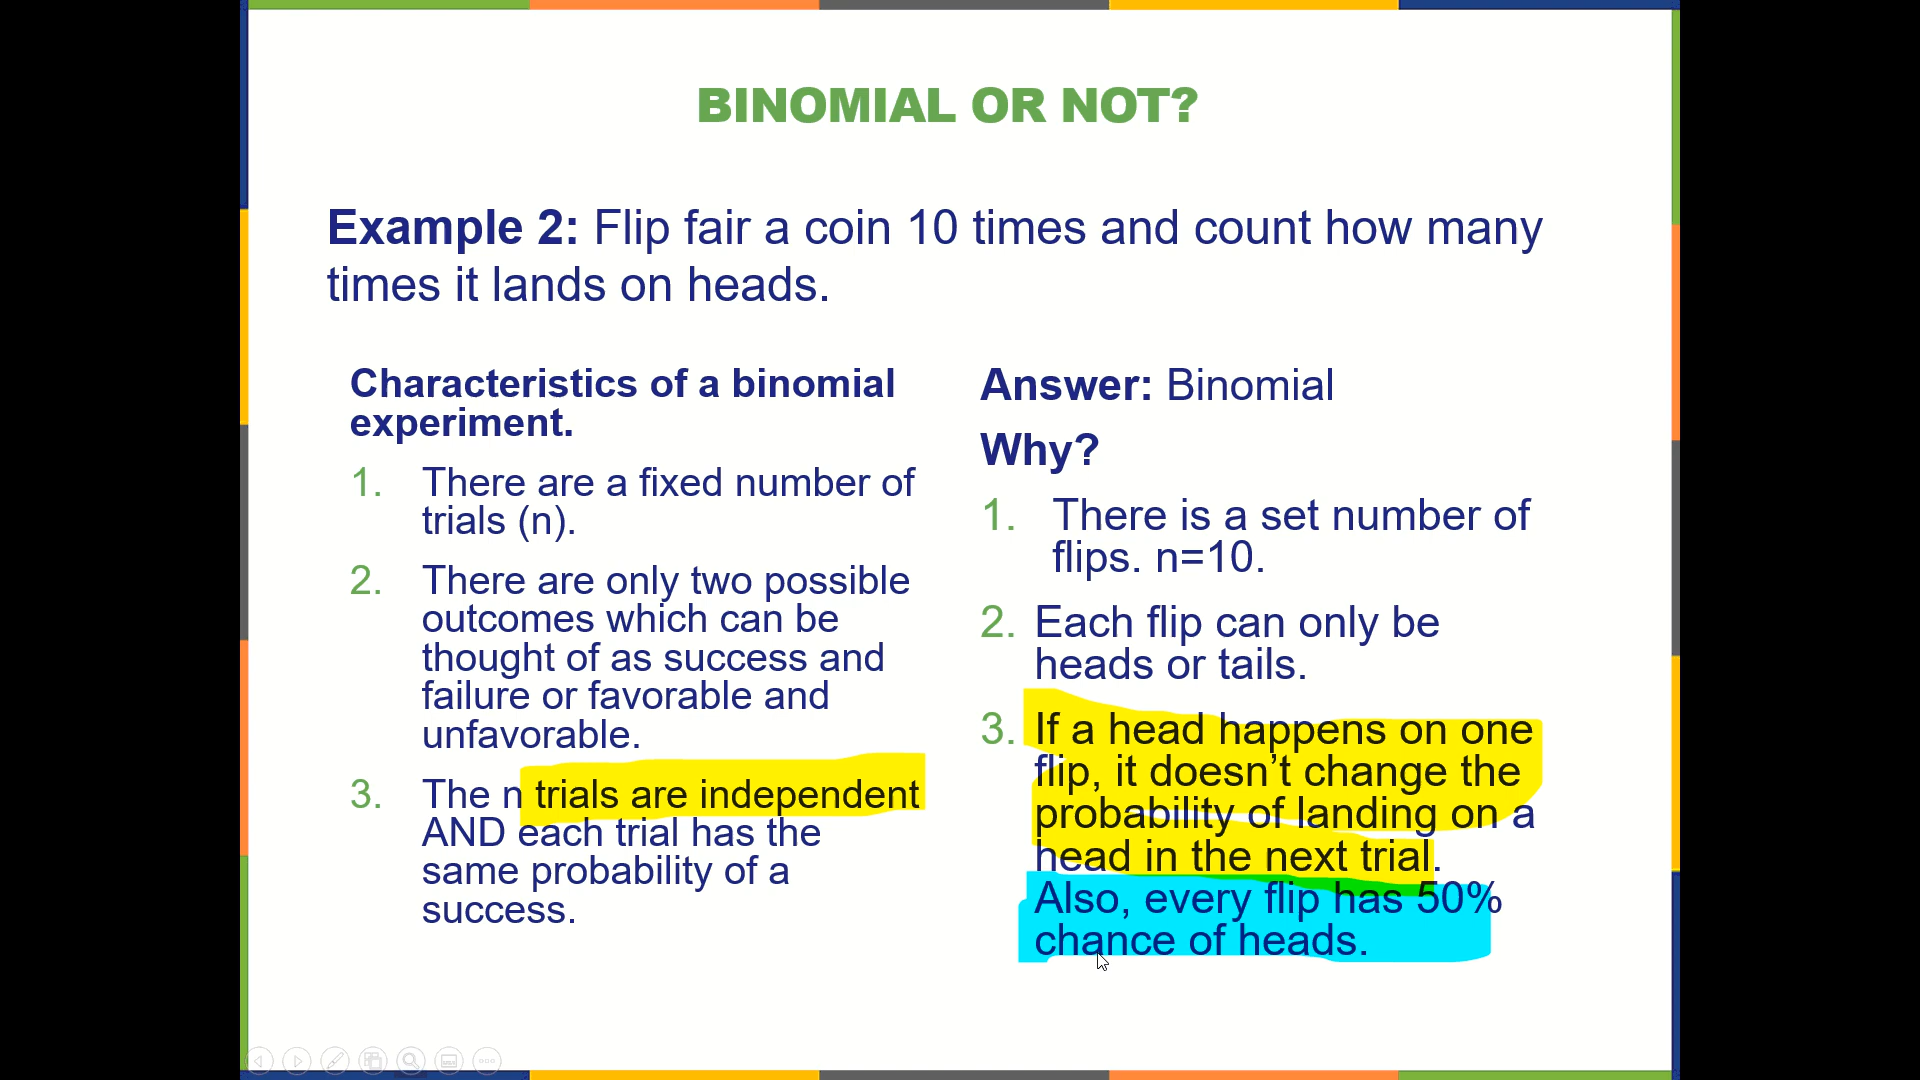 BINOMIAL OR NOT?
Example 2: Flip fair a coin 10 times and count how many
times it lands on heads.
Characteristics of a binomial
experiment.
1. There are a fixed number of
trials (n).
2. There are only two possible
outcomes which can be
thought of as success and
failure or favorable and
unfavorable.
3. The n trials are independent
AND each trial has the
same probability of a
success.
Answer: Binomial
Why?
1. There is a set number of
flips. n=10.
2. Each flip can only be
heads or tails.
3. If a head happens on one
flip, it doesn’t change the
probability of landing on a
head in the next trial.
Also, every flip has 50%
chance of heads.